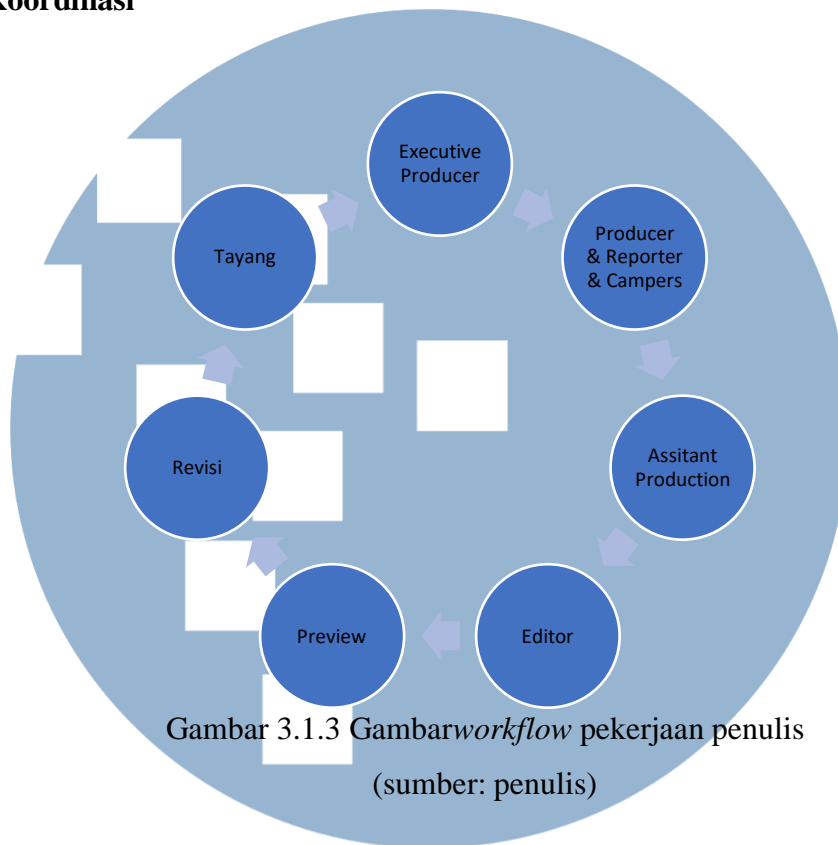 Koordinasi
Executive
Producer
Producer
& Reporter
& Campers
Assitant
Production
Editor
Preview
Revisi
Tayang
Gambar 3.1.3 Gambarworkflow pekerjaan penulis
(sumber: penulis)